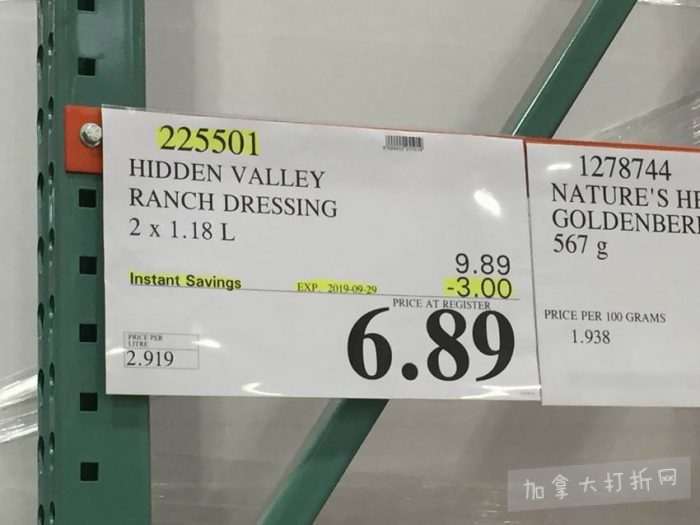 225501
HIDDEN VALLEY
RANCH DRESSING
2 x 1.18 L
9.89
Instant Savings
EXP. 2019-09-29
-3.00
PRICE AT REGISTER
6.89
PRICE PER
LITRE
2.919
1278744
NATURE'S HE
GOLDENBERI
567 g
PRICE PER 100 GRAMS
1.938
加拿大打折网